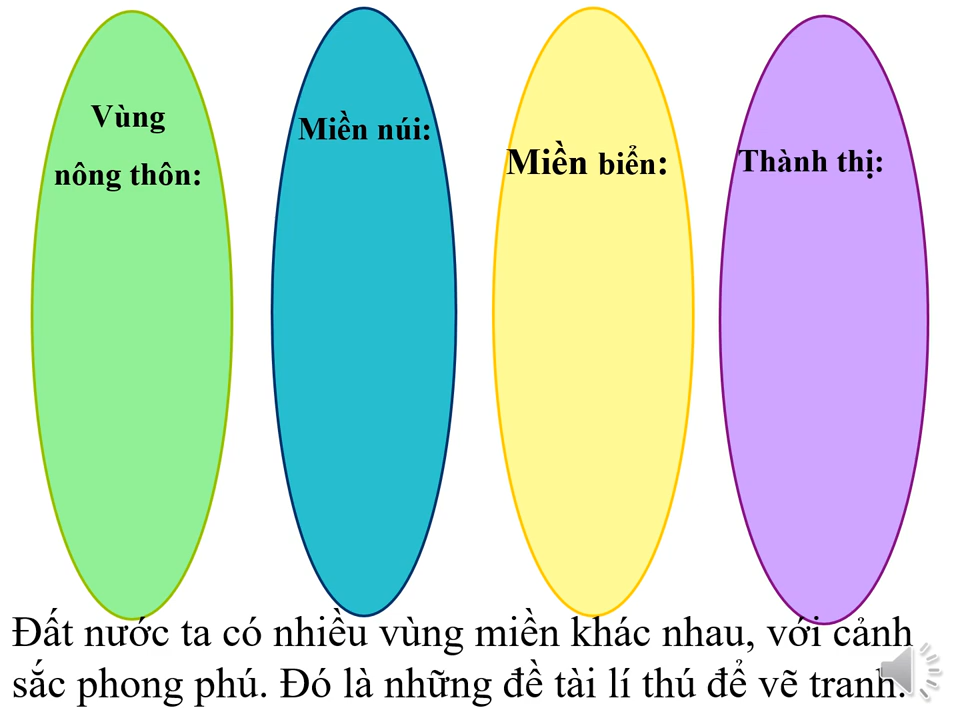 Vùng
nông thôn:
Miền núi:
Miền biển:
Thành thị:
Đất nước ta có nhiều vùng miền khác nhau, với cảnh
sắc phong phú. Đó là những đề tài lí thú để vẽ tranh.